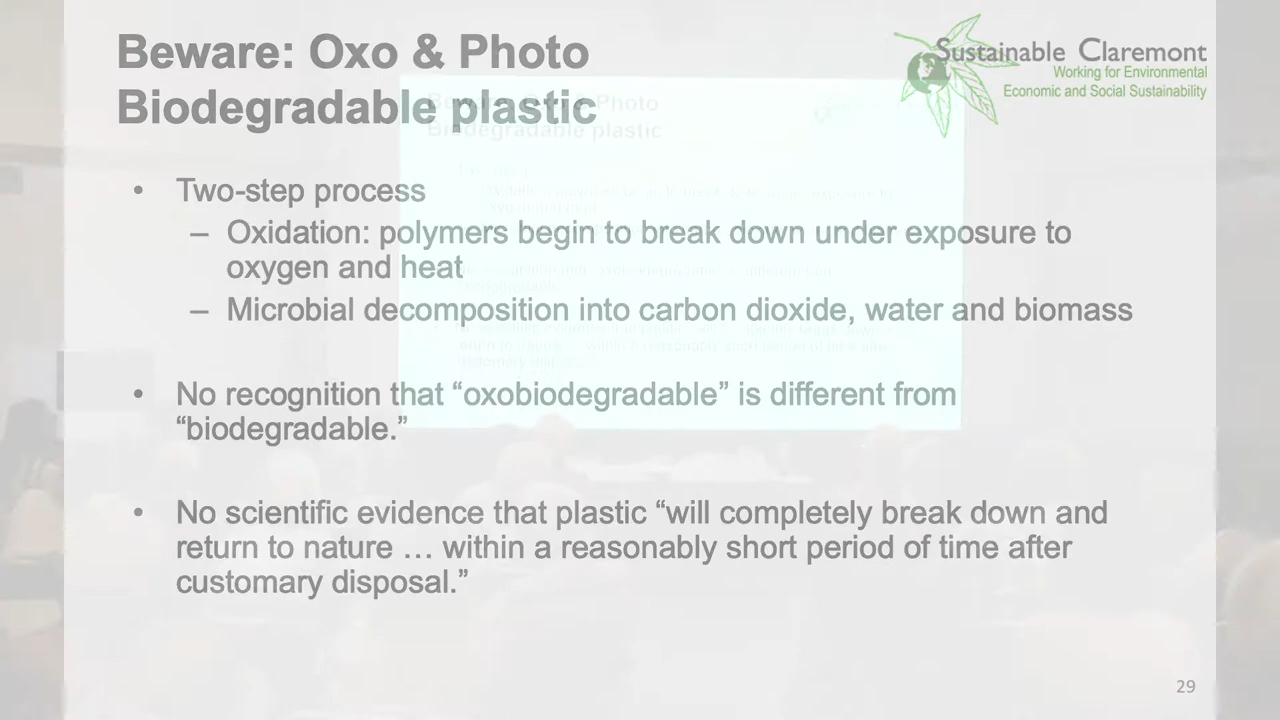 Beware: Oxo & Photo
Biodegradable plastic
Sustainable Claremont
Working for Environmental
Economic and Social Sustainability
• Two-step process
– Oxidation: polymers begin to break down under exposure to
oxygen and heat
– Microbial decomposition into carbon dioxide, water and biomass
• No recognition that “oxobiodegradable” is different from
“biodegradable.”
• No scientific evidence that plastic “will completely break down and
return to nature … within a reasonably short period of time after
customary disposal.”
29